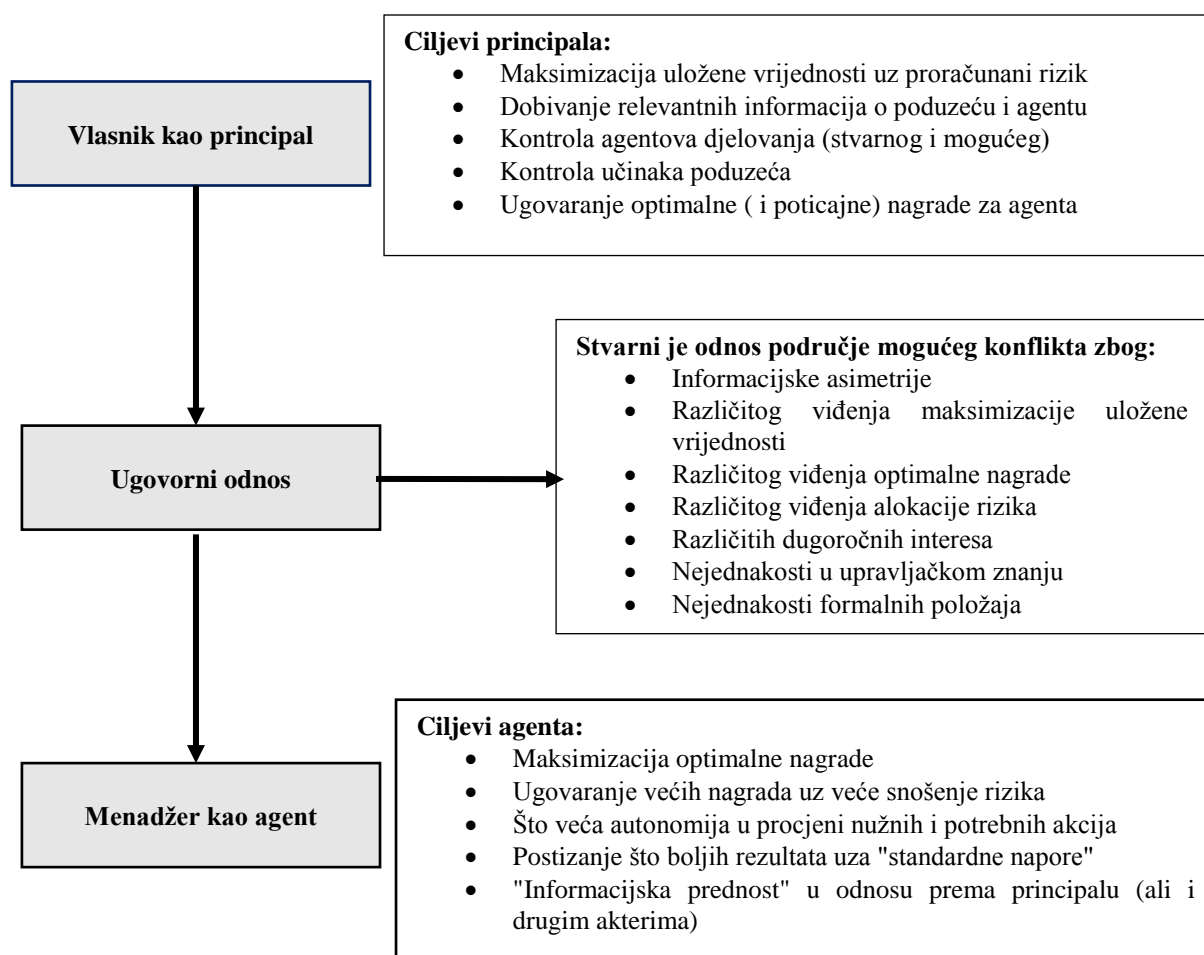 Ciljevi principala:
• Maksimizacija uložene vrijednosti uz proračunani rizik
• Dobivanje relevantnih informacija o poduzeću i agentu
• Kontrola agentova djelovanja (stvarnog i mogućeg)
• Kontrola učinaka poduzeća
• Ugovaranje optimalne ( i poticajne) nagrade za agenta
Vlasnik kao principal
Stvarni je odnos područje mogućeg konflikta zbog:
• Informacijske asimetrije
• Različitog viđenja maksimizacije uložene
vrijednosti
• Različitog viđenja optimalne nagrade
• Različitog viđenja alokacije rizika
• Različitih dugoročnih interesa
• Nejednakosti u upravljačkom znanju
• Nejednakosti formalnih položaja
Ugovorni odnos
Ciljevi agenta:
• Maksimizacija optimalne nagrade
• Ugovaranje većih nagrada uz veće snošenje rizika
• Što veća autonomija u procjeni nužnih i potrebnih akcija
• Postizanje što boljih rezultata uza "standardne napore"
• "Informacijska prednost" u odnosu prema principalu (ali i
drugim akterima)
Menadžer kao agent